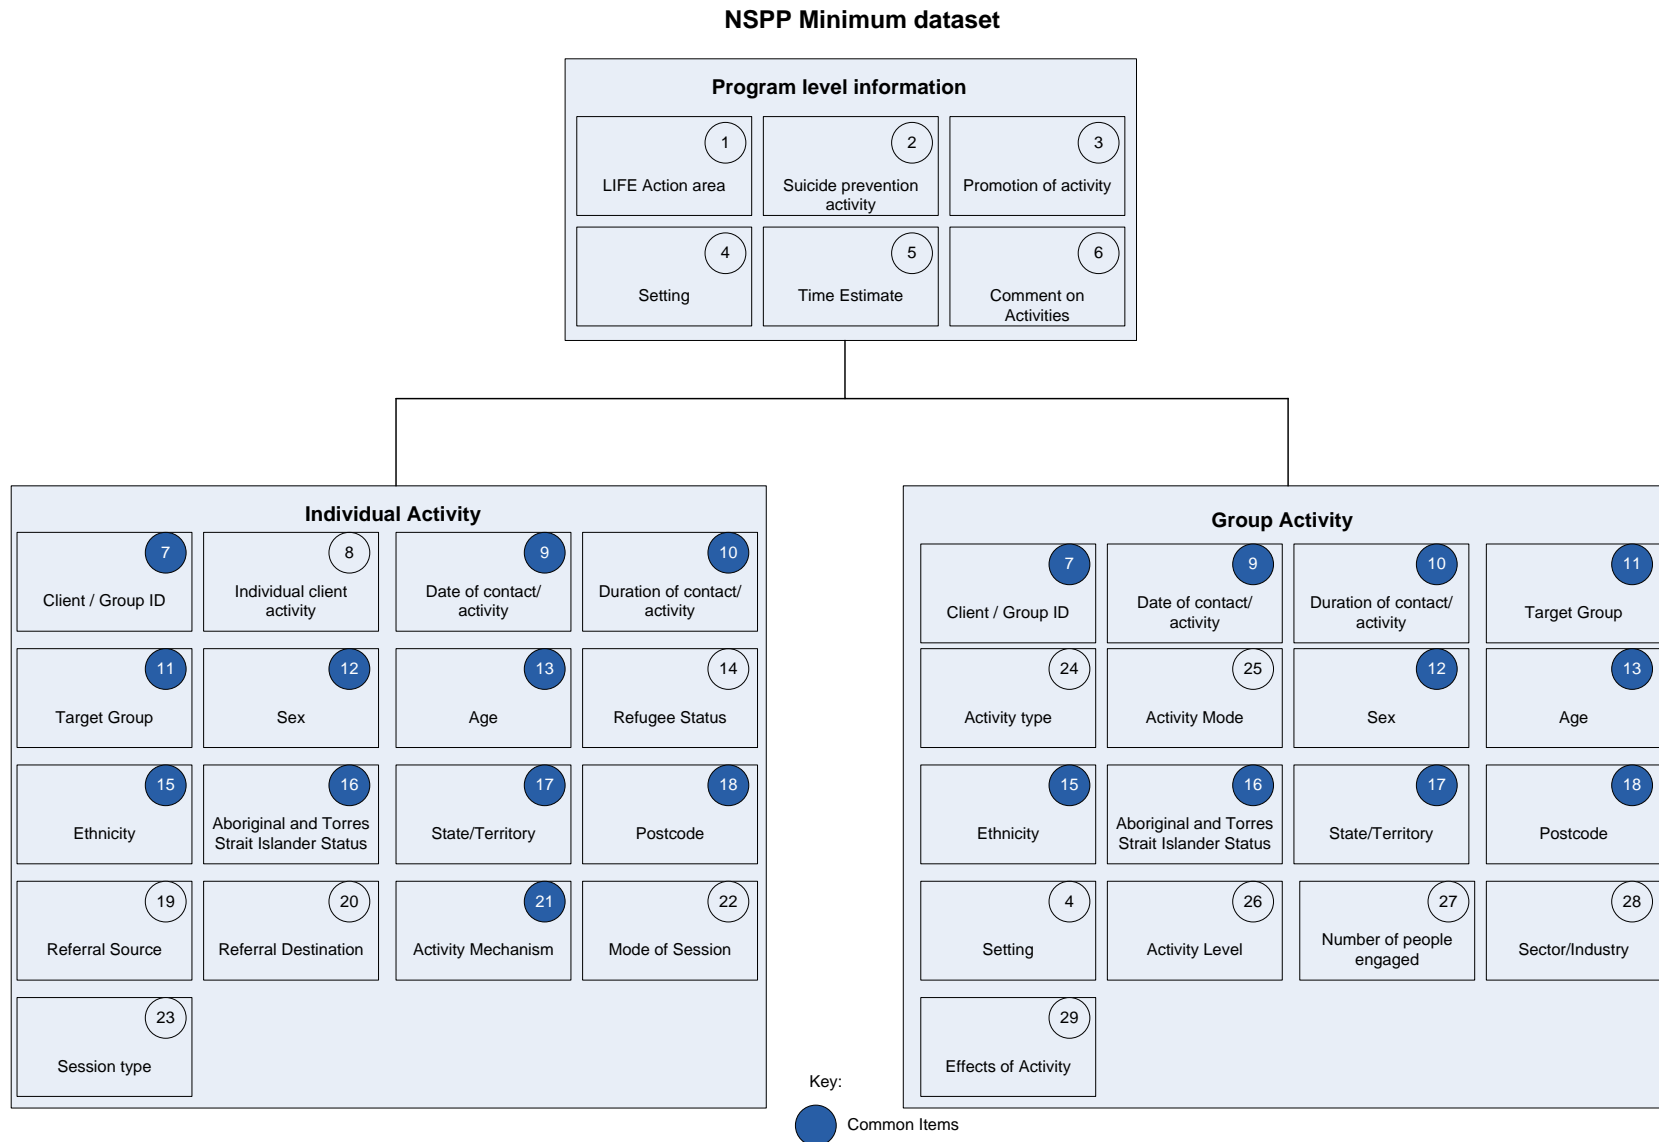 NSPP Minimum dataset
Program level information
1
LIFE Action area
2
Suicide prevention
activity
3
Promotion of activity
4
Setting
5
Time Estimate
6
Comment on
Activities
Individual Activity
7
Client / Group ID
8
Individual client
activity
9
Date of contact/
activity
10
Duration of contact/
activity
11
Target Group
12
Sex
13
Age
14
Refugee Status
15
Ethnicity
16
Aboriginal and Torres
Strait Islander Status
17
State/Territory
18
Postcode
19
Referral Source
20
Referral Destination
21
Activity Mechanism
22
Mode of Session
23
Session type
Group Activity
7
Client / Group ID
9
Date of contact/
activity
10
Duration of contact/
activity
11
Target Group
24
Activity type
25
Activity Mode
12
Sex
13
Age
15
Ethnicity
16
Aboriginal and Torres
Strait Islander Status
17
State/Territory
18
Postcode
4
Setting
26
Activity Level
27
Number of people
engaged
28
Sector/Industry
29
Effects of Activity
Key:
Common Items